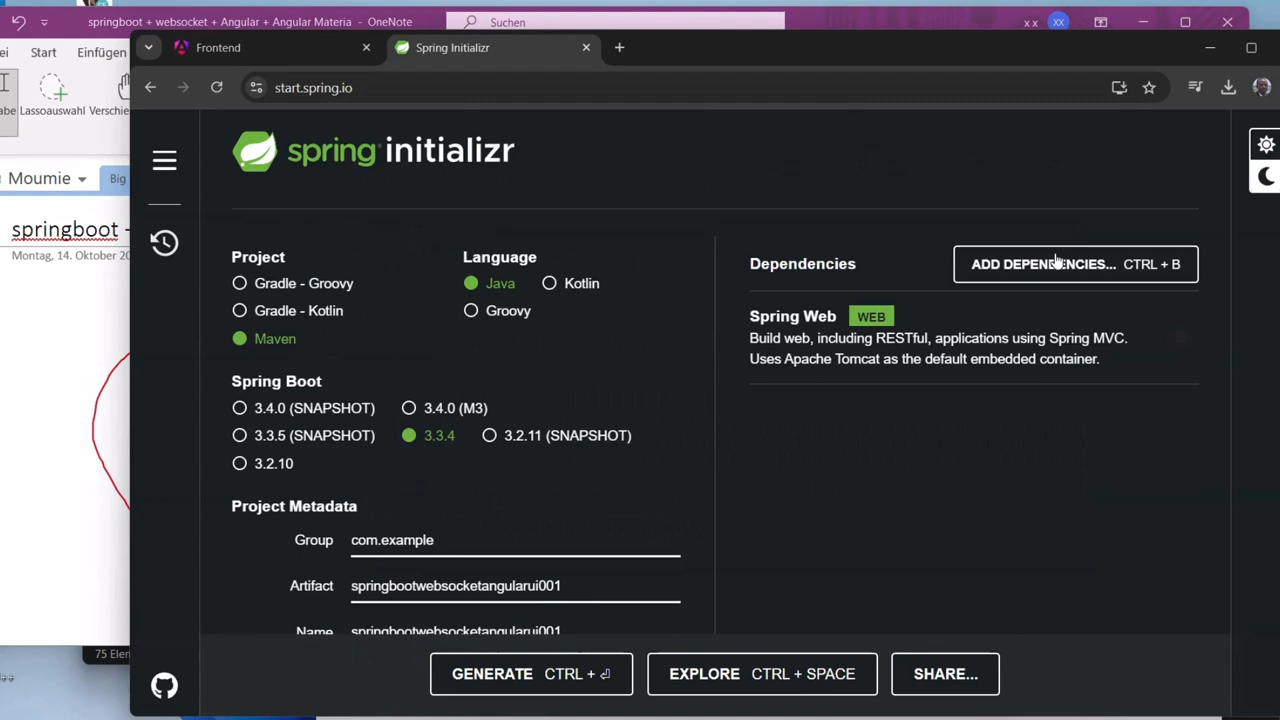 springboot + websocket + Angular + Angular Materia - OneNote
Suchen
x x
XX
ei
Start
Einfügen
abe
Lassoauswahl
Verschie
Moumie
Big
springboot -
Montag, 14. Oktober 20
75 Elen
Frontend
Spring Initializr
start.spring.io
spring initializr
Project
Gradle - Groovy
Gradle - Kotlin
Maven
Language
Java
Kotlin
Groovy
Spring Boot
3.4.0 (SNAPSHOT)
3.4.0 (M3)
3.3.5 (SNAPSHOT)
3.3.4
3.2.11 (SNAPSHOT)
3.2.10
Project Metadata
Group
com.example
Artifact
springbootwebsocketangularui001
Name
springbootwebsocketangularui001
Dependencies
ADD DEPENDENCIES... CTRL + B
Spring Web WEB
Build web, including RESTful, applications using Spring MVC.
Uses Apache Tomcat as the default embedded container.
GENERATE CTRL + ⏎
EXPLORE CTRL + SPACE
SHARE...